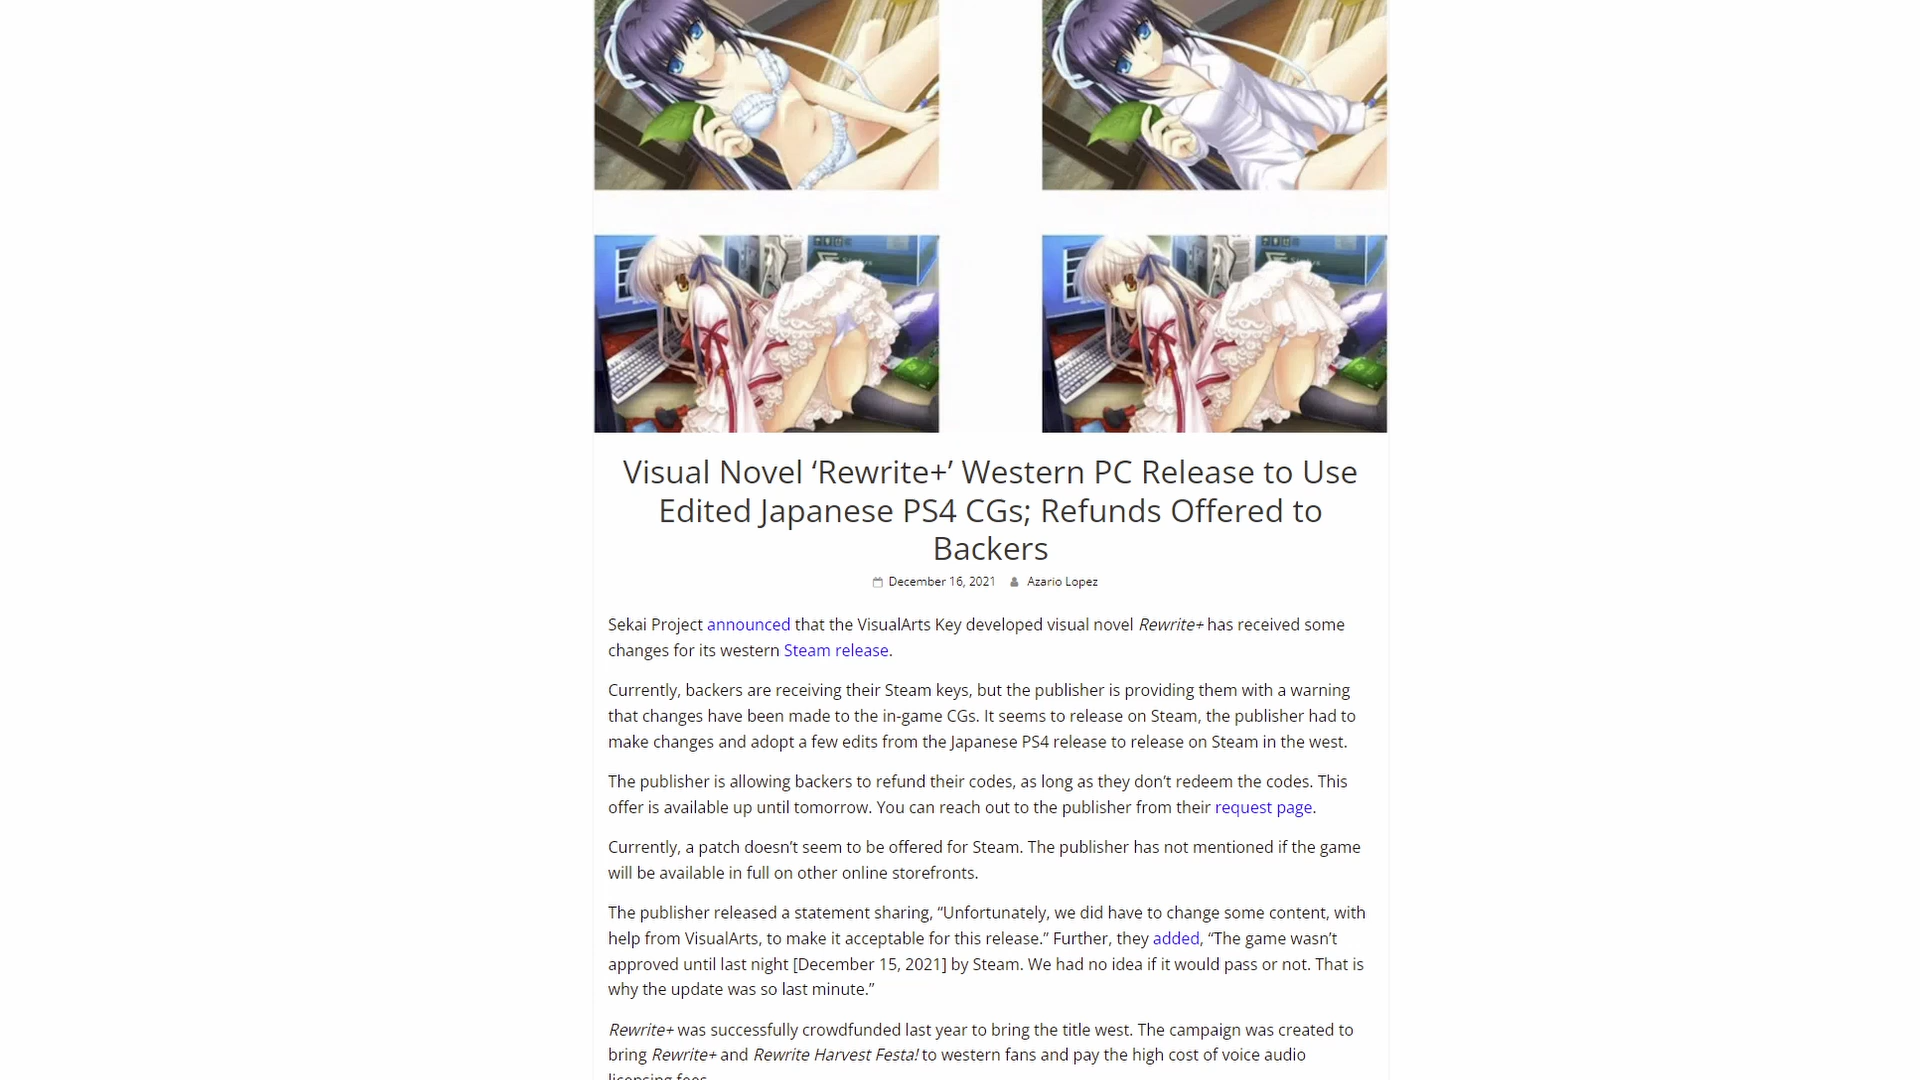 Visual Novel ‘Rewrite+’ Western PC Release to Use
Edited Japanese PS4 CGs; Refunds Offered to
Backers
December 16, 2021 Azario Lopez
Sekai Project announced that the VisualArts Key developed visual novel Rewrite+ has received some
changes for its western Steam release.
Currently, backers are receiving their Steam keys, but the publisher is providing them with a warning
that changes have been made to the in-game CGs. It seems to release on Steam, the publisher had to
make changes and adopt a few edits from the Japanese PS4 release to release on Steam in the west.
The publisher is allowing backers to refund their codes, as long as they don’t redeem the codes. This
offer is available up until tomorrow. You can reach out to the publisher from their request page.
Currently, a patch doesn’t seem to be offered for Steam. The publisher has not mentioned if the game
will be available in full on other online storefronts.
The publisher released a statement sharing, “Unfortunately, we did have to change some content, with
help from VisualArts, to make it acceptable for this release.” Further, they added, “The game wasn’t
approved until last night [December 15, 2021] by Steam. We had no idea if it would pass or not. That is
why the update was so last minute.”
Rewrite+ was successfully crowdfunded last year to bring the title west. The campaign was created to
bring Rewrite+ and Rewrite Harvest Festa! to western fans and pay the high cost of voice audio
licensing fees.